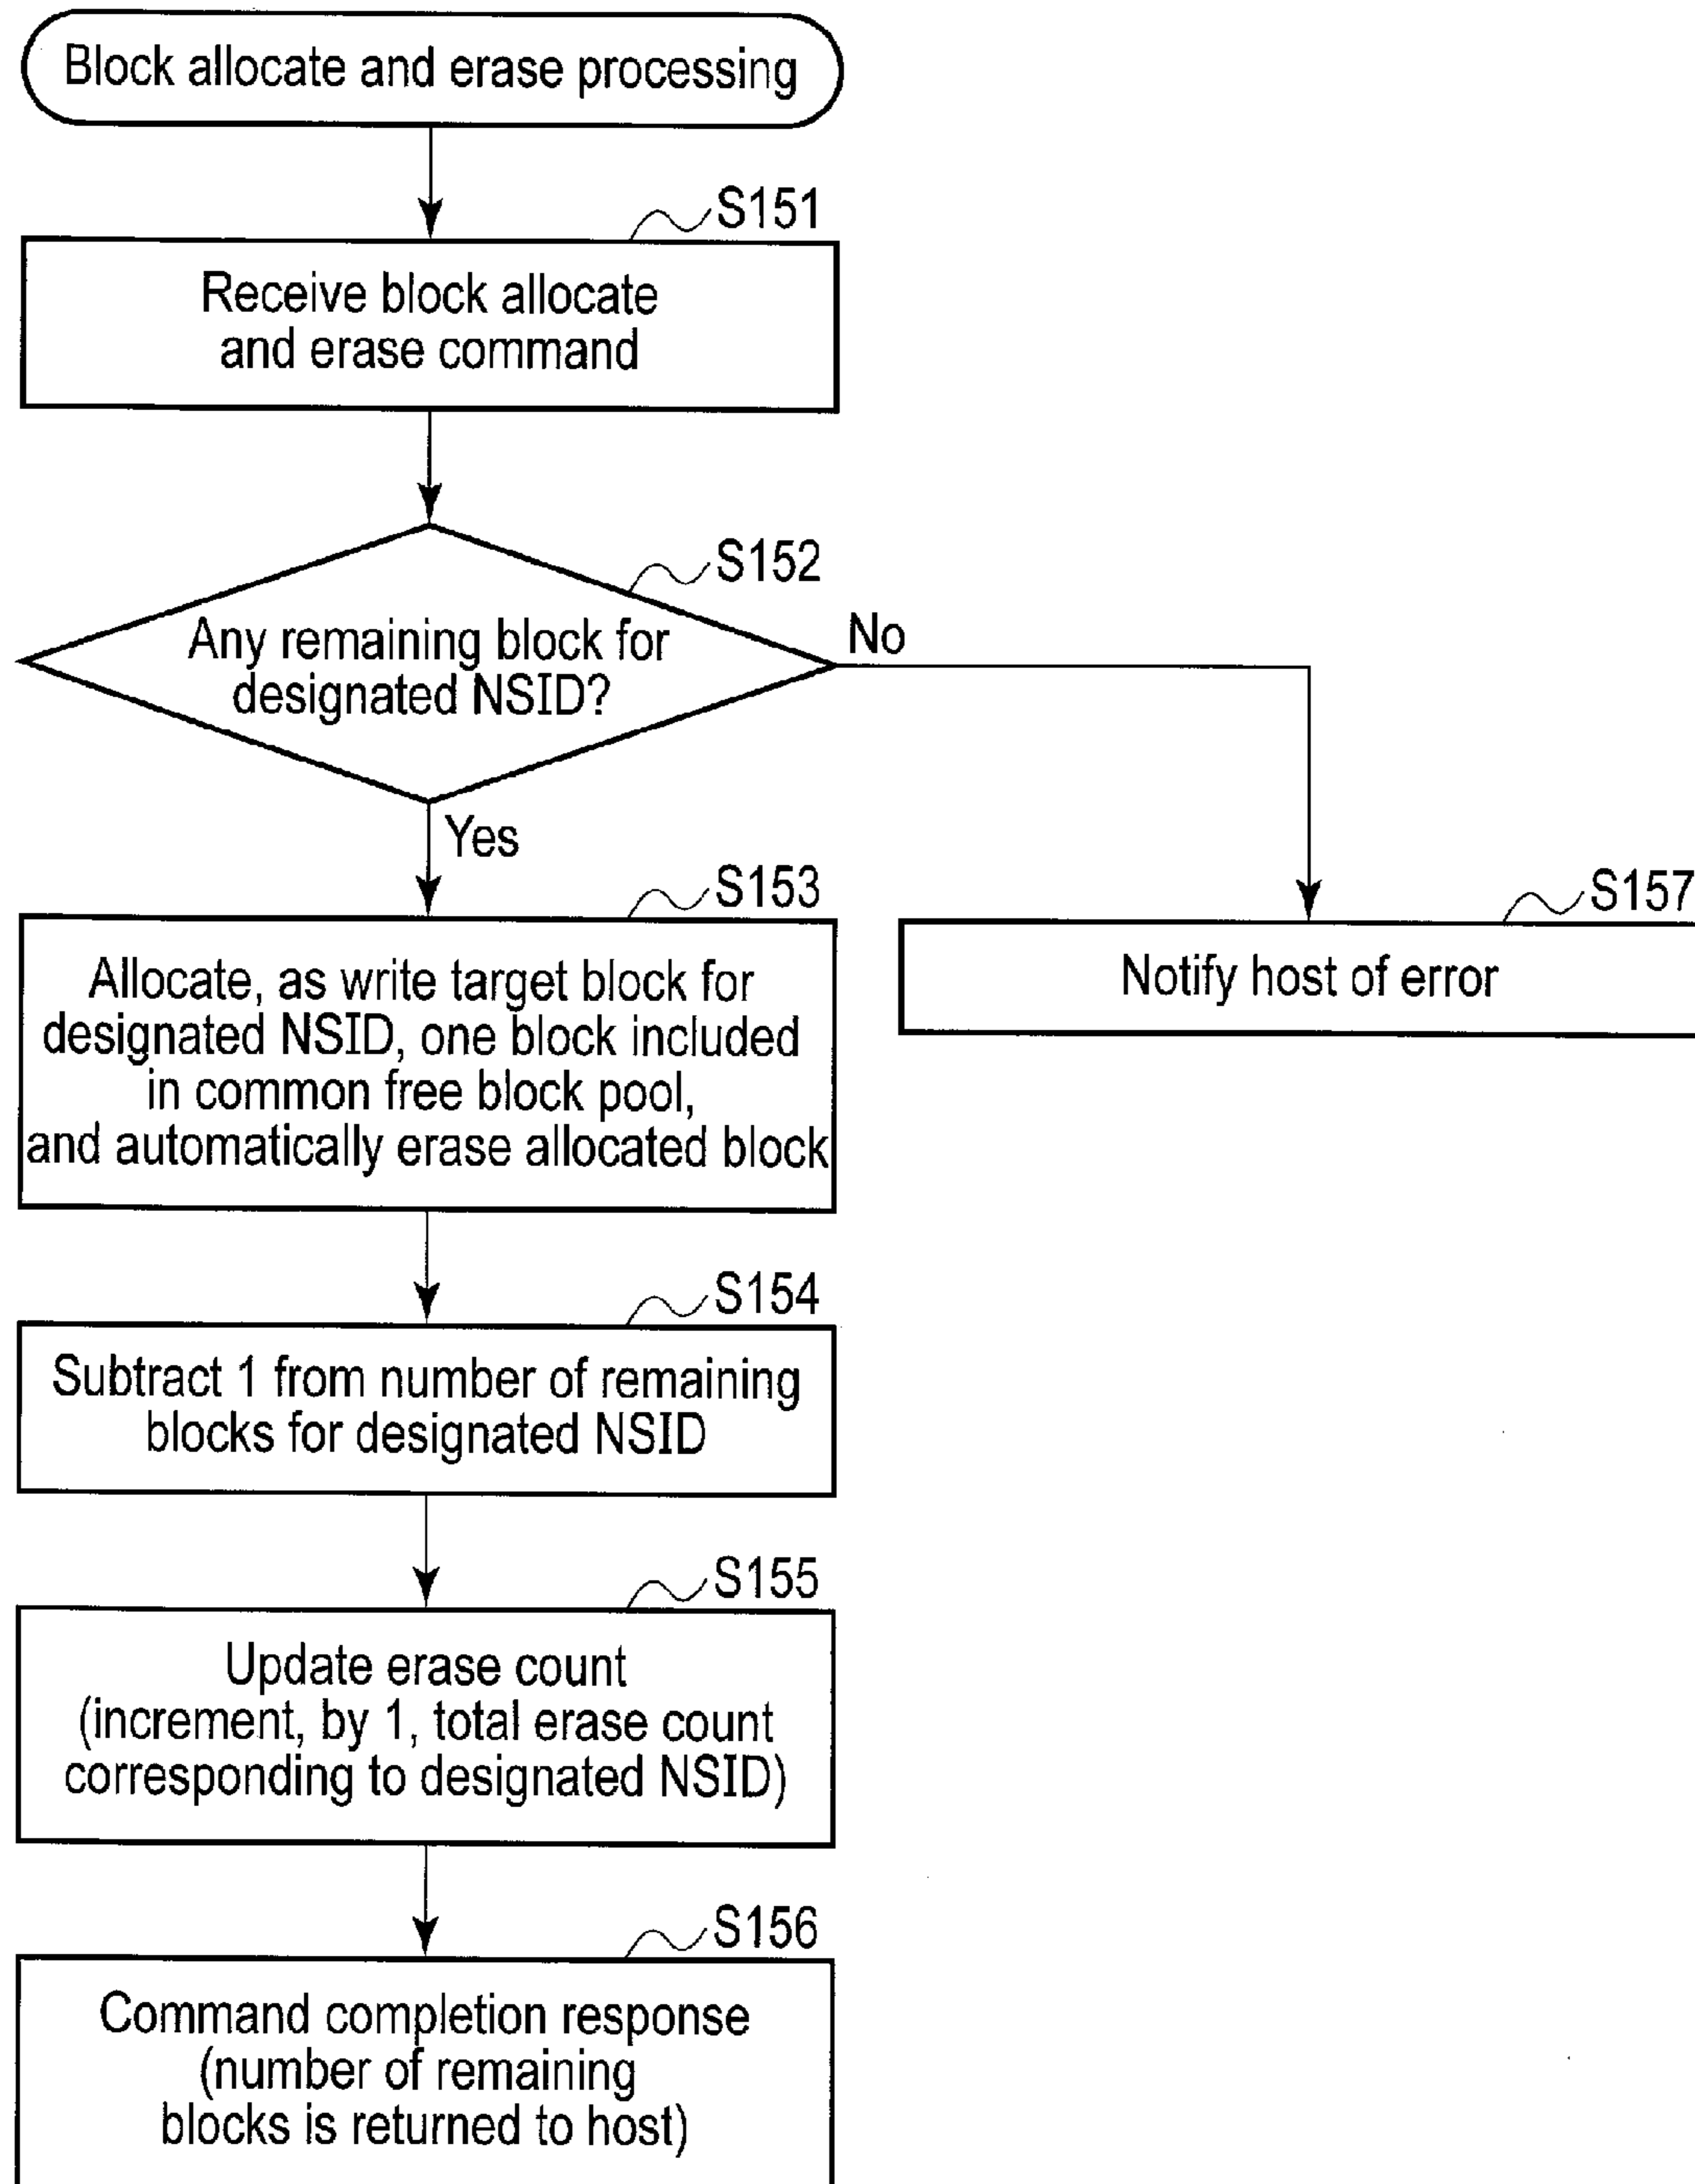 Block allocate and erase processing
S151
Receive block allocate
and erase command
S152
Any remaining block for
designated NSID?
No
Yes
S153
Allocate, as write target block for
designated NSID, one block included
in common free block pool,
and automatically erase allocated block
S157
Notify host of error
S154
Subtract 1 from number of remaining
blocks for designated NSID
S155
Update erase count
(increment, by 1, total erase count
corresponding to designated NSID)
S156
Command completion response
(number of remaining
blocks is returned to host)